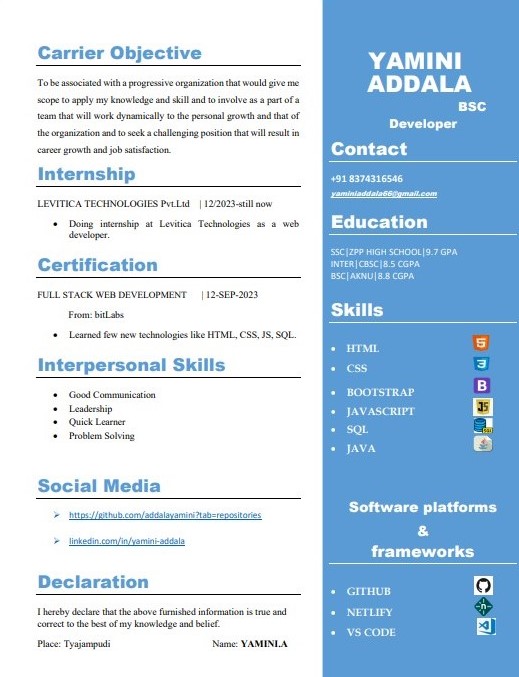 Carrier Objective
To be associated with a progressive organization that would give me
scope to apply my knowledge and skill and to involve as a part of a
team that will work dynamically to the personal growth and that of
the organization and to seek a challenging position that will result in
career growth and job satisfaction.
Internship
LEVITICA TECHNOLOGIES Pvt.Ltd | 12/2023-still now
• Doing internship at Levitica Technologies as a web
developer.
Certification
FULL STACK WEB DEVELOPMENT | 12-SEP-2023
From: bitLabs
• Learned few new technologies like HTML, CSS, JS, SQL.
Interpersonal Skills
• Good Communication
• Leadership
• Quick Learner
• Problem Solving
Social Media
➢ https://github.com/addalayamini?tab=repositories
➢ linkedin.com/in/yamini-addala
Declaration
I hereby declare that the above furnished information is true and
correct to the best of my knowledge and belief.
Place: Tyajampudi Name: YAMINI.A
YAMINI
ADDALA
BSC
Developer
Contact
+91 8374316546
yaminiaddala66@gmail.com
Education
SSC|ZPP HIGH SCHOOL|9.7 GPA
INTER|CBSC|8.5 CGPA
BSC|AKNU|8.8 CGPA
Skills
• HTML
• CSS
• BOOTSTRAP
• JAVASCRIPT
• SQL
• JAVA
Software platforms
&
frameworks
• GITHUB
• NETLIFY
• VS CODE